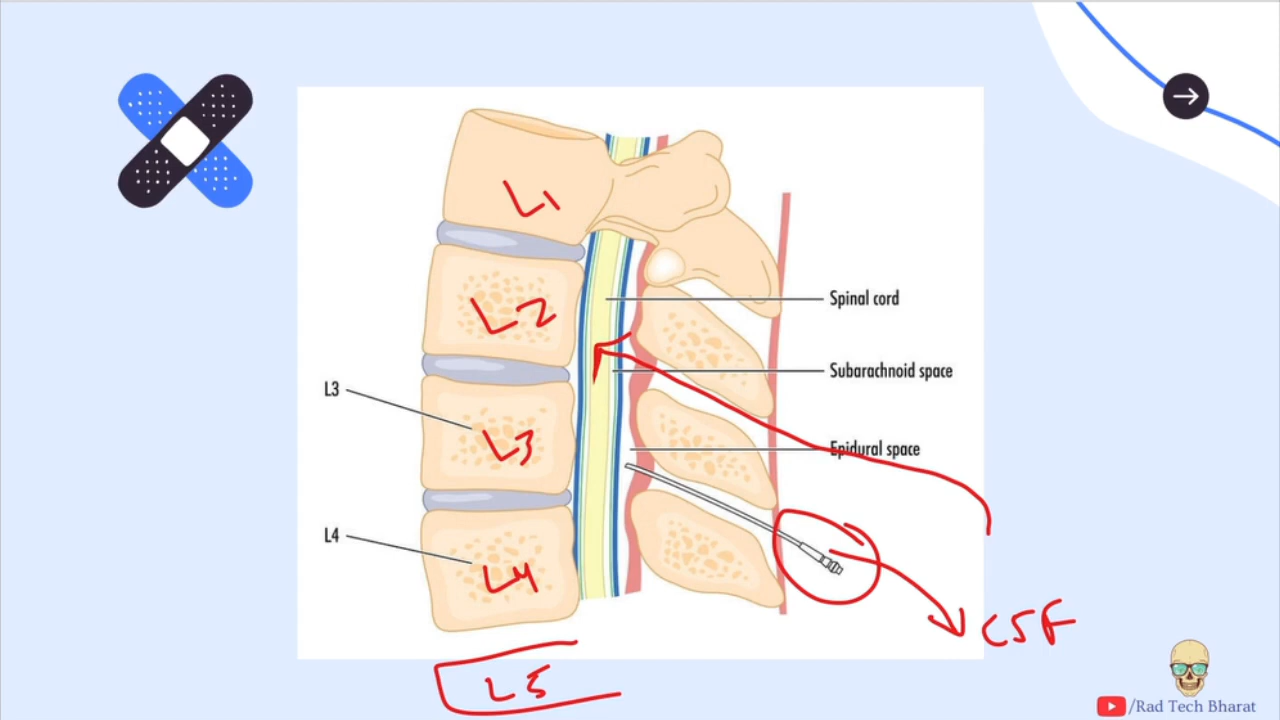 L1
L2
Spinal cord
Subarachnoid space
L3
L3
Epidural space
L4
L4
CSF
L5
/Rad Tech Bharat